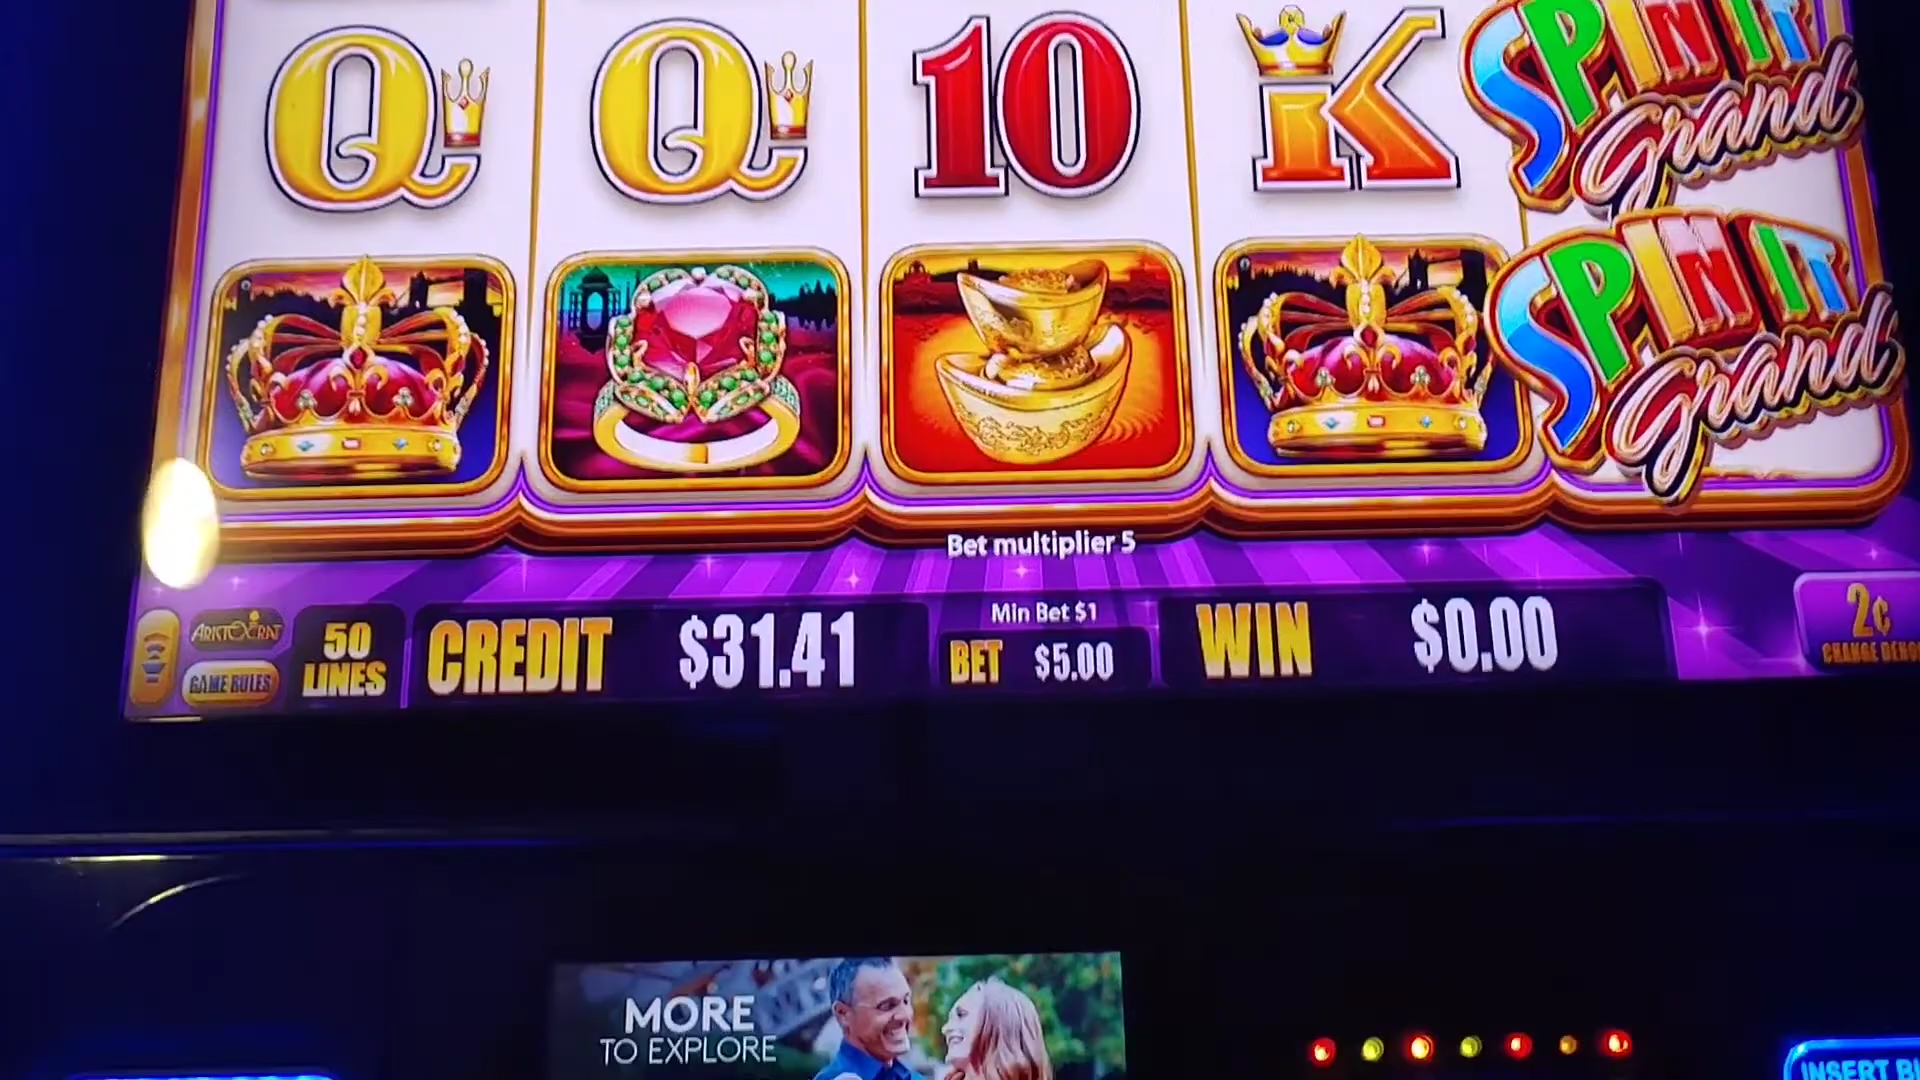 Q Q 10 K SPIN IT
Grand
SPIN IT
Grand
Bet multiplier 5
Min Bet $1
ARISTOCRAT
GAME RULES
50
LINES
CREDIT $31.41
BET $5.00
WIN $0.00
2¢
CHANGE
MORE
TO EXPLORE
INSERT